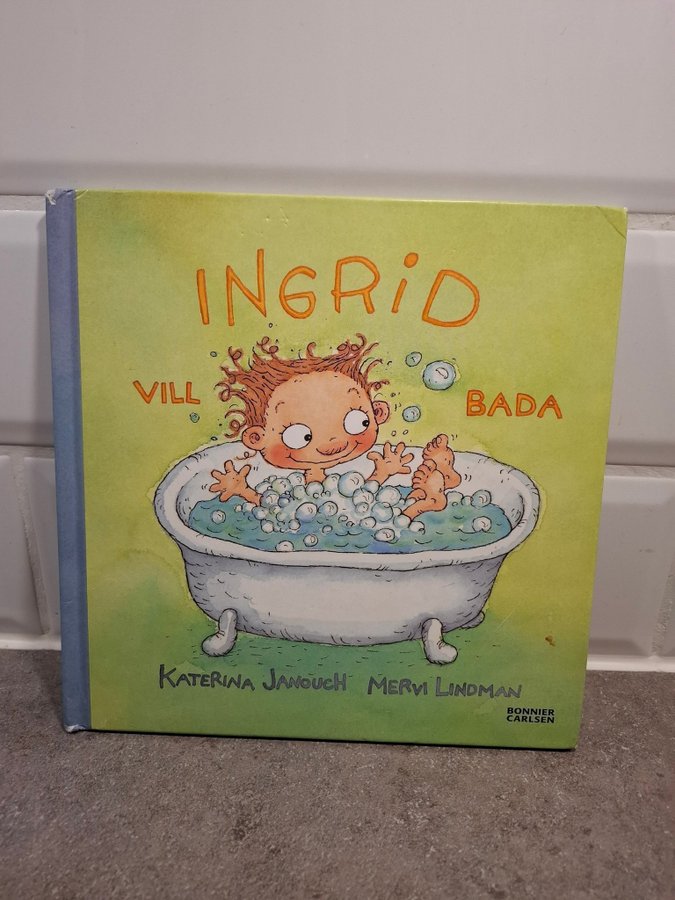 INGRID
VILL BADA
KATERINA JANOUCH MERVI LINDMAN
BONNIER
CARLSEN